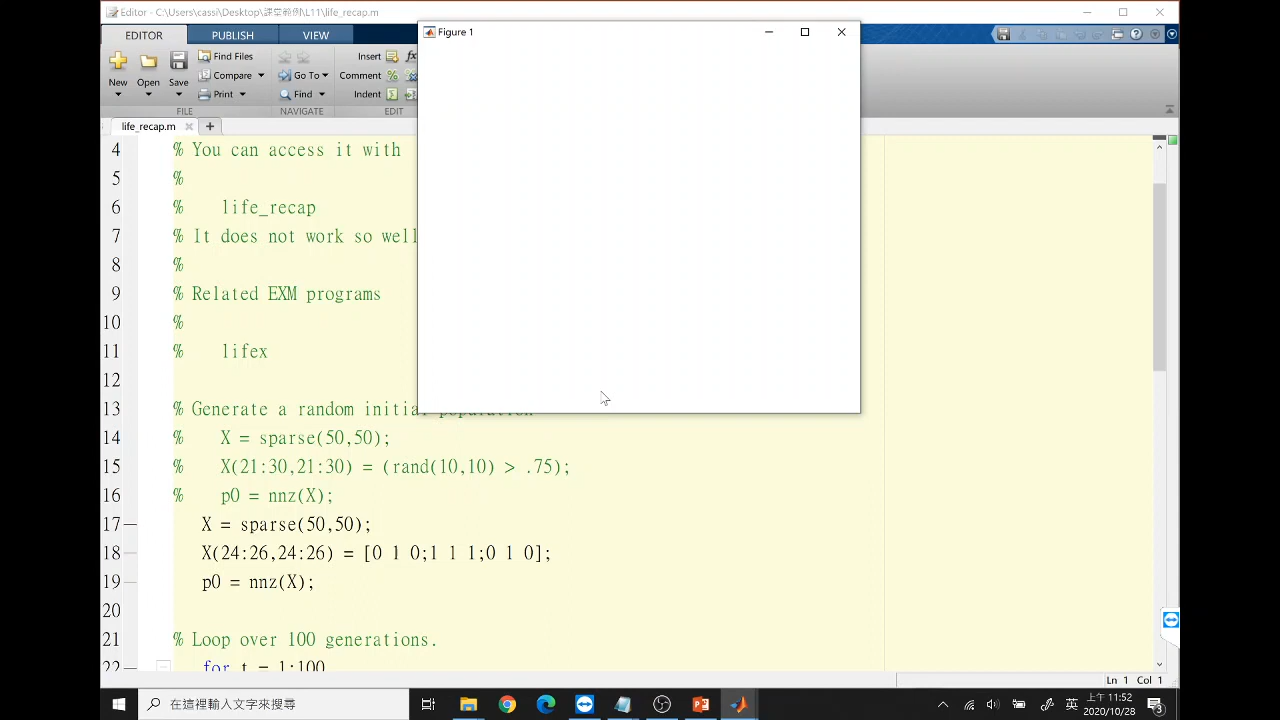 Editor - C:\Users\cassi\Desktop\課堂範例\L11\life_recap.m
Figure 1
EDITOR PUBLISH VIEW
New Open Save
Find Files
Compare
Print
Go To
Find
Insert fx
Comment %
Indent
FILE NAVIGATE EDIT
life_recap.m
4 % You can access it with
5 %
6 % life_recap
7 % It does not work so well
8 %
9 % Related EXM programs
10 %
11 % lifex
12
13 % Generate a random initial population
14 % X = sparse(50,50);
15 % X(21:30,21:30) = (rand(10,10) > .75);
16 % p0 = nnz(X);
17 X = sparse(50,50);
18 X(24:26,24:26) = [0 1 0;1 1 1;0 1 0];
19 p0 = nnz(X);
20
21 % Loop over 100 generations.
22 for t = 1:100
Ln 1 Col 1
在這裡輸入文字來搜尋
英
上午 11:52
2020/10/28
3